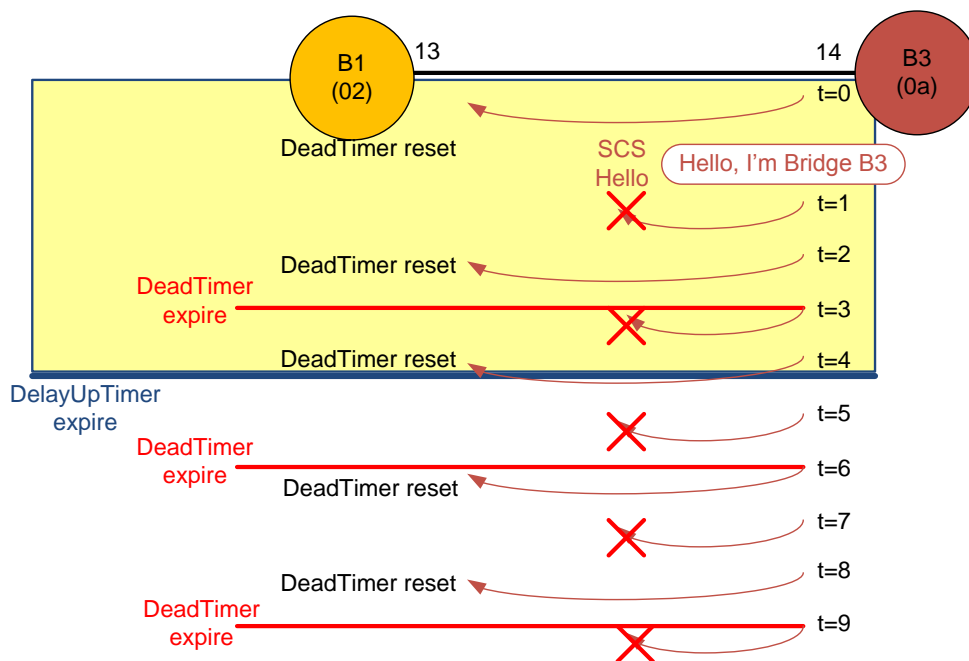 13
14
B1
(02)
B3
(0a)
t=0
DeadTimer reset
SCS
Hello
Hello, I'm Bridge B3
t=1
t=2
DeadTimer reset
DeadTimer
expire
t=3
DeadTimer reset
t=4
DelayUpTimer
expire
t=5
DeadTimer
expire
t=6
DeadTimer reset
t=7
t=8
DeadTimer reset
DeadTimer
expire
t=9